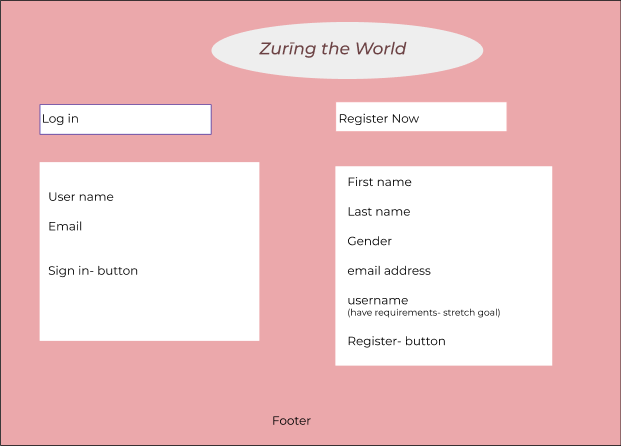 Zurīng the World
Log in
Register Now
User name
Email
Sign in- button
First name
Last name
Gender
email address
username
(have requirements- stretch goal)
Register- button
Footer